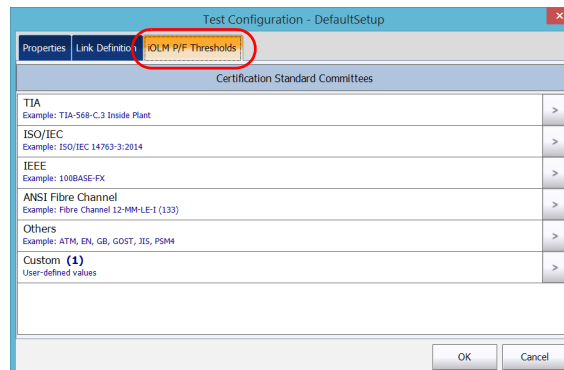 Test Configuration - DefaultSetup
Properties Link Definition iOLM P/F Thresholds
Certification Standard Committees
TIA
Example: TIA-568-C.3 Inside Plant
ISO/IEC
Example: ISO/IEC 14763-3:2014
IEEE
Example: 100BASE-FX
ANSI Fibre Channel
Example: Fibre Channel 12-MM-LE-I (133)
Others
Example: ATM, EN, GB, GOST, JIS, PSM4
Custom (1)
User-defined values
OK Cancel